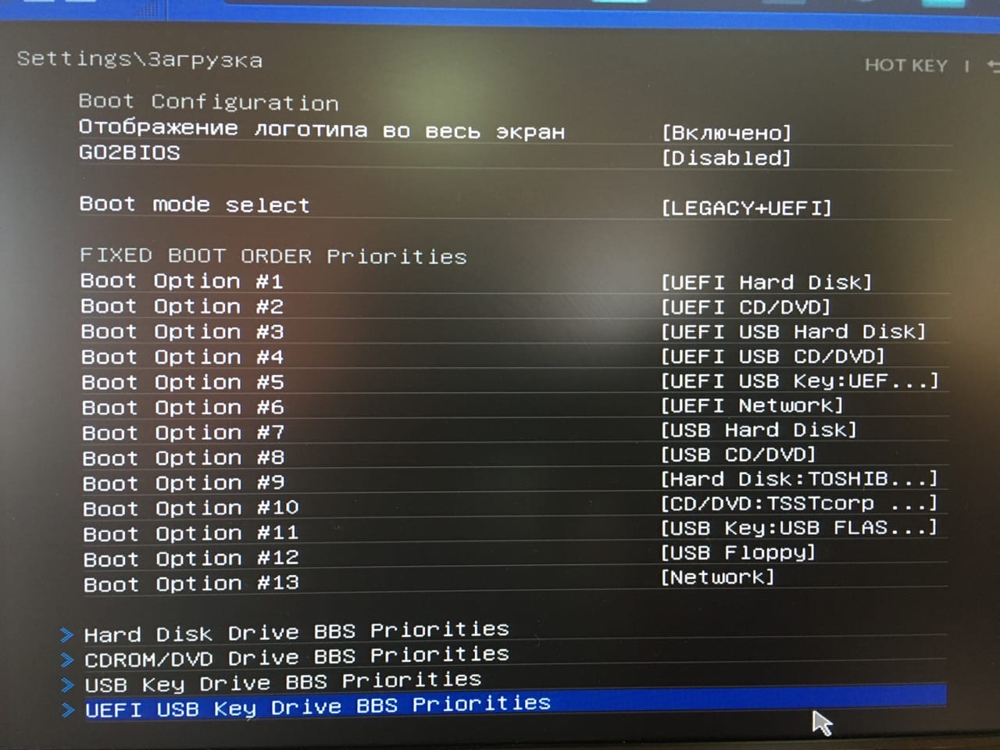 Settings\Загрузка
HOT KEY |
Boot Configuration
Отображение логотипа во весь экран [Включено]
GO2BIOS [Disabled]
Boot mode select [LEGACY+UEFI]
FIXED BOOT ORDER Priorities
Boot Option #1 [UEFI Hard Disk]
Boot Option #2 [UEFI CD/DVD]
Boot Option #3 [UEFI USB Hard Disk]
Boot Option #4 [UEFI USB CD/DVD]
Boot Option #5 [UEFI USB Key:UEF...]
Boot Option #6 [UEFI Network]
Boot Option #7 [USB Hard Disk]
Boot Option #8 [USB CD/DVD]
Boot Option #9 [Hard Disk:TOSHIB...]
Boot Option #10 [CD/DVD:TSSTcorp ...]
Boot Option #11 [USB Key:USB FLAS...]
Boot Option #12 [USB Floppy]
Boot Option #13 [Network]
Hard Disk Drive BBS Priorities
CDROM/DVD Drive BBS Priorities
USB Key Drive BBS Priorities
UEFI USB Key Drive BBS Priorities